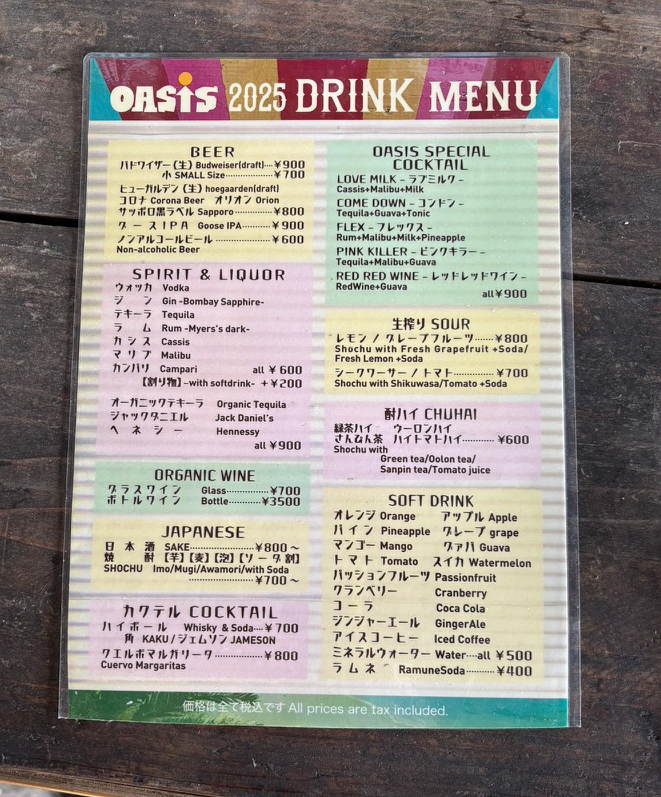 OASIS 2025 DRINK MENU
BEER
バドワイザー(生) Budweiser(draft)····¥900
小 SMALL Size··············¥700
ヒューガルデン(生) hoegaarden(draft)
コロナ Corona Beer オリオン Orion
サッポロ黒ラベル Sapporo··········¥800
グースIPA Goose IPA··········¥900
ノンアルコールビール··············¥600
Non-alcoholic Beer
SPIRIT & LIQUOR
ウォッカ Vodka
ジン Gin -Bombay Sapphire-
テキーラ Tequila
ラム Rum -Myers's dark-
カシス Cassis
マリブ Malibu
カンパリ Campari all ¥600
【割り物】-with softdrink- +¥200
オーガニックテキーラ Organic Tequila
ジャックダニエル Jack Daniel's
ヘネシー Hennessy
all ¥900
ORGANIC WINE
グラスワイン Glass··············¥700
ボトルワイン Bottle············¥3500
JAPANESE
日本酒 SAKE··················¥800~
焼酎【芋】【麦】【泡】【ソーダ割】
SHOCHU Imo/Mugi/Awamori/with Soda
··················¥700~
カクテル COCKTAIL
ハイボール Whisky & Soda···¥700
角 KAKU/ジェムソン JAMESON
クエルボマルガリータ··············¥800
Cuervo Margaritas
OASIS SPECIAL
COCKTAIL
LOVE MILK -ラブミルク-
Cassis+Malibu+Milk
COME DOWN -コンドン-
Tequila+Guava+Tonic
FLEX -フレックス-
Rum+Malibu+Milk+Pineapple
PINK KILLER -ピンクキラー-
Tequila+Malibu+Guava
RED RED WINE -レッドレッドワイン-
RedWine+Guava
all ¥900
生搾り SOUR
レモン/グレープフルーツ·······¥800
Shochu with Fresh Grapefruit +Soda/
Fresh Lemon +Soda
シークワーサー/トマト············¥700
Shochu with Shikuwasa/Tomato +Soda
酎ハイ CHUHAI
緑茶ハイ ウーロンハイ
さんなん茶 ハイトマトハイ···········¥600
Shochu with
Green tea/Oolon tea/
Sanpin tea/Tomato juice
SOFT DRINK
オレンジ Orange アップル Apple
パイン Pineapple グレープ grape
マンゴー Mango グァバ Guava
トマト Tomato スイカ Watermelon
パッションフルーツ Passionfruit
クランベリー Cranberry
コーラ Coca Cola
ジンジャーエール GingerAle
アイスコーヒー Iced Coffee
ミネラルウォーター Water···all ¥500
ラムネ RamuneSoda···········¥400
価格は全て税込です All prices are tax included.